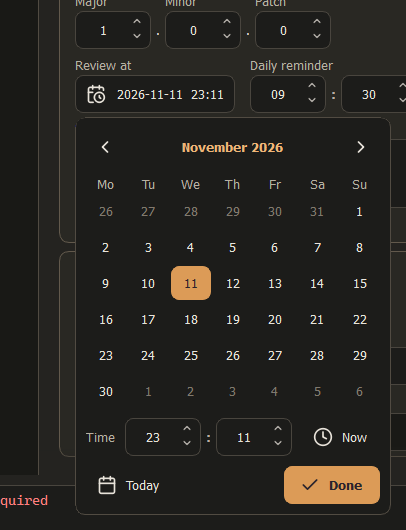 Major Minor Patch
1 . 0 . 0
Review at Daily reminder
2026-11-11 23:11 09 : 30
November 2026
Mo Tu We Th Fr Sa Su
26 27 28 29 30 31 1
2 3 4 5 6 7 8
9 10 11 12 13 14 15
16 17 18 19 20 21 22
23 24 25 26 27 28 29
30 1 2 3 4 5 6
Time 23 : 11 Now
Today Done
quired